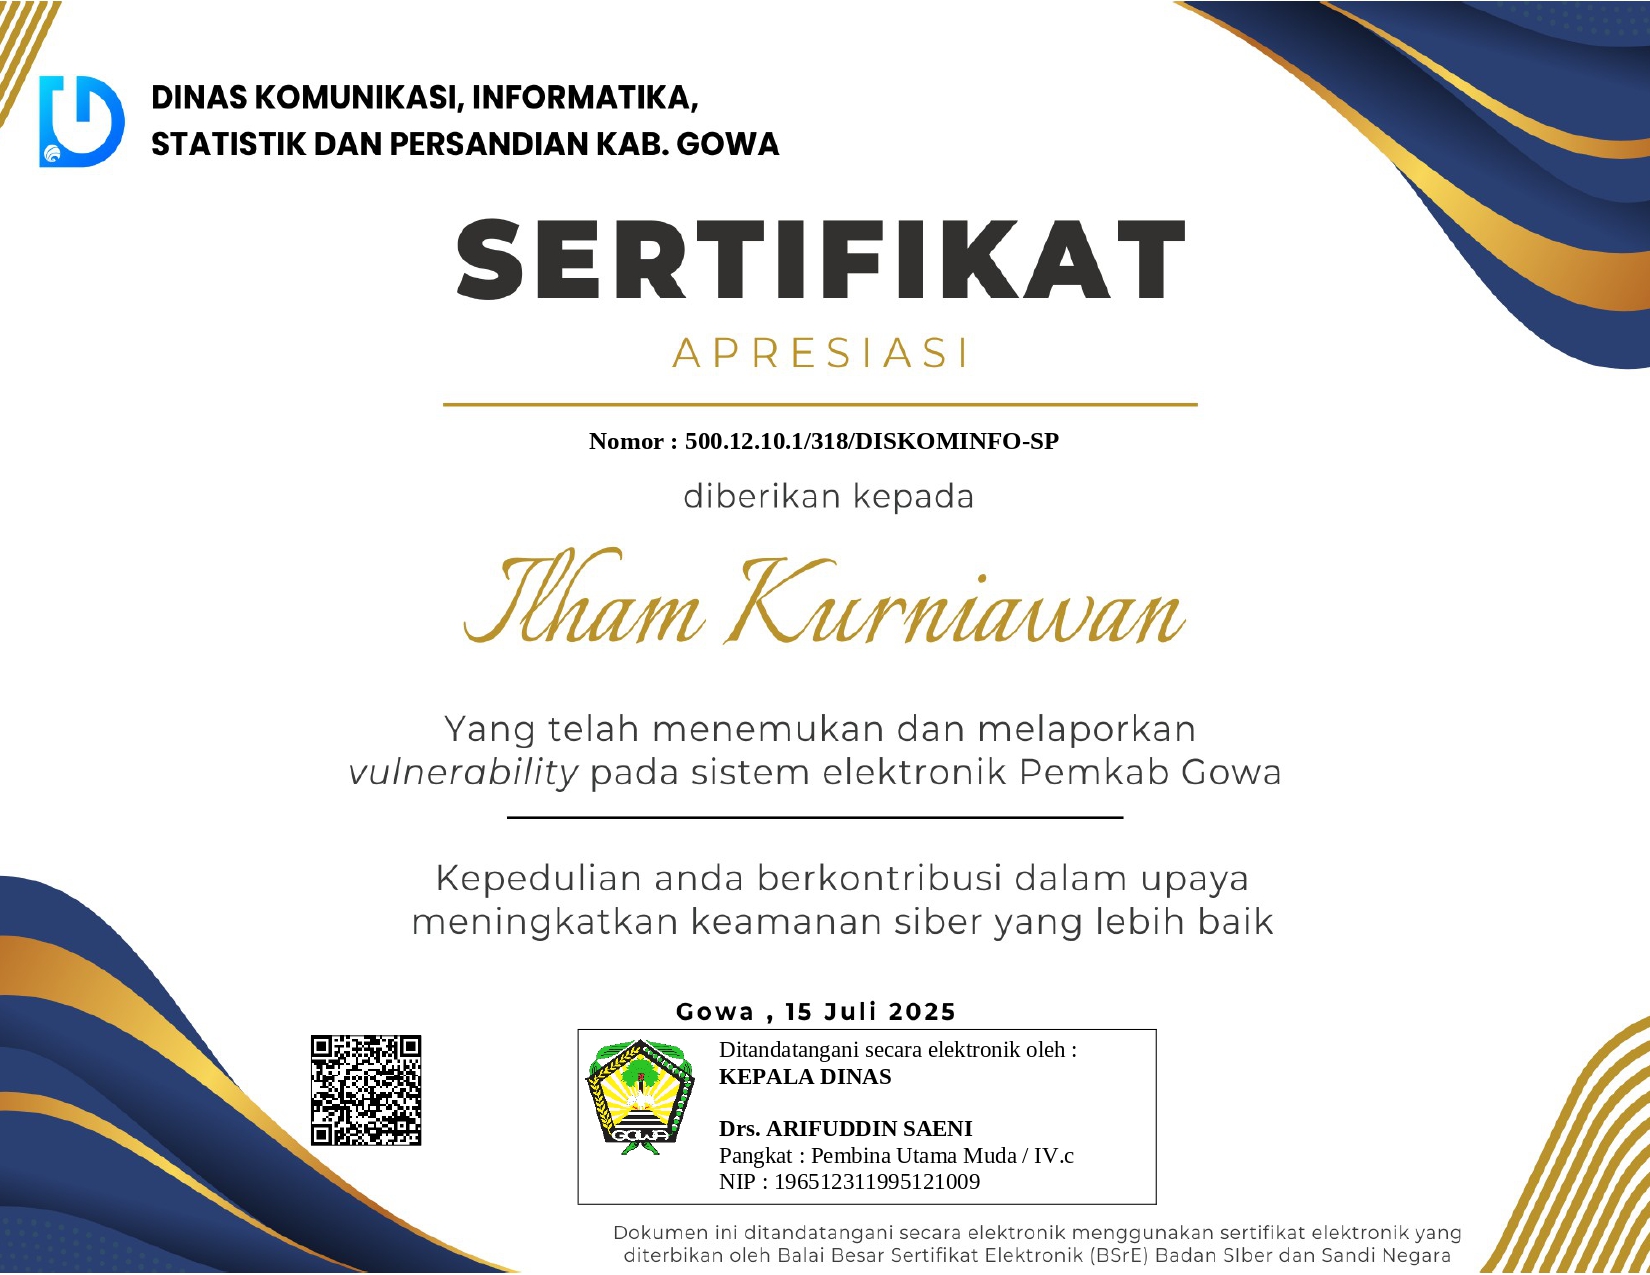 DINAS KOMUNIKASI, INFORMATIKA,
STATISTIK DAN PERSANDIAN KAB. GOWA
SERTIFIKAT
APRESIASI
Nomor : 500.12.10.1/318/DISKOMINFO-SP
diberikan kepada
Ilham Kurniawan
Yang telah menemukan dan melaporkan
vulnerability pada sistem elektronik Pemkab Gowa
Kepedulian anda berkontribusi dalam upaya
meningkatkan keamanan siber yang lebih baik
Gowa , 15 Juli 2025
Ditandatangani secara elektronik oleh :
KEPALA DINAS
GOWA
Drs. ARIFUDDIN SAENI
Pangkat : Pembina Utama Muda / IV.c
NIP : 196512311995121009
Dokumen ini ditandatangani secara elektronik menggunakan sertifikat elektronik yang
diterbikan oleh Balai Besar Sertifikat Elektronik (BSrE) Badan SIber dan Sandi Negara